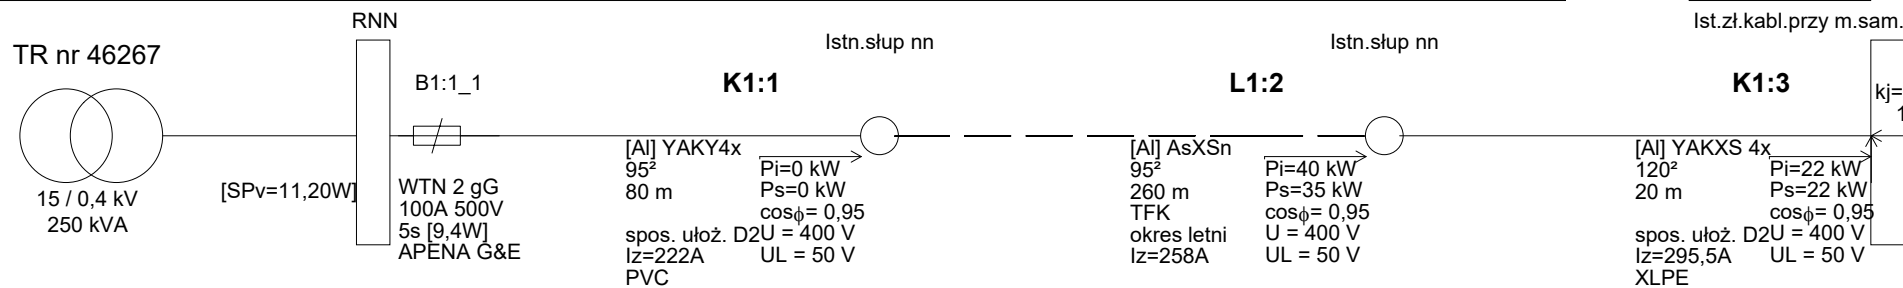 RNN
Ist.zł.kabl.przy m.sam.
TR nr 46267
Istn.słup nn
Istn.słup nn
B1:1_1
K1:1
L1:2
K1:3
kj=
1
15 / 0,4 kV
250 kVA
[SPv=11,20W]
WTN 2 gG
100A 500V
5s [9,4W]
APENA G&E
[Al] YAKY4x
95²
80 m
spos. ułoż. D2
Iz=222A
PVC
Pi=0 kW
Ps=0 kW
cosϕ= 0,95
U = 400 V
UL = 50 V
[Al] AsXSn
95²
260 m
TFK
okres letni
Iz=258A
Pi=40 kW
Ps=35 kW
cosϕ= 0,95
U = 400 V
UL = 50 V
[Al] YAKXS 4x
120²
20 m
spos. ułoż. D2
Iz=295,5A
XLPE
Pi=22 kW
Ps=22 kW
cosϕ= 0,95
U = 400 V
UL = 50 V